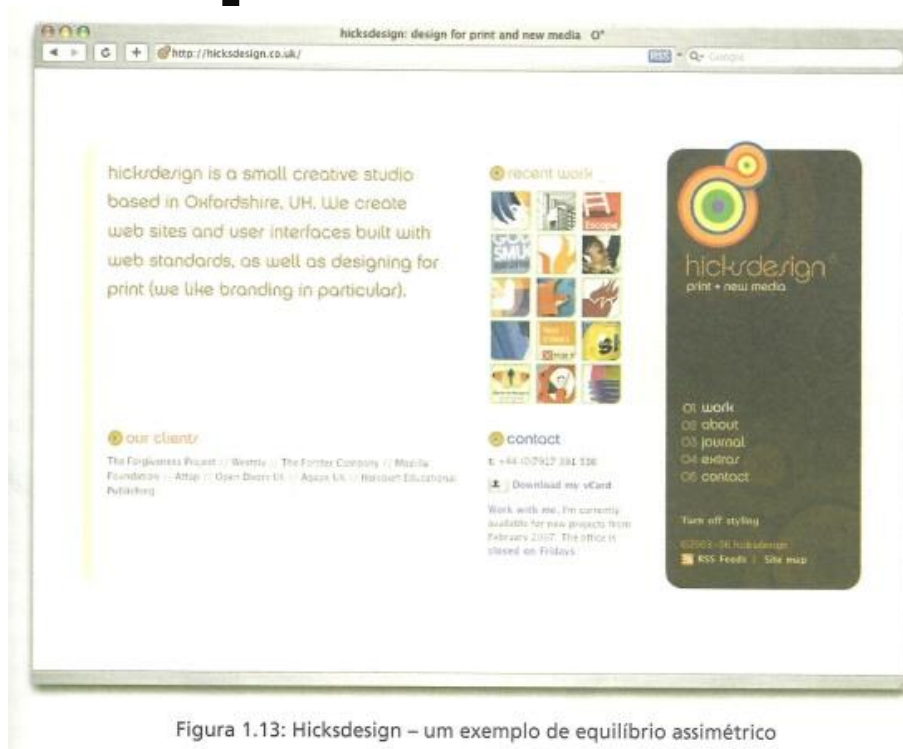 hicksdesign: design for print and new media
http://hicksdesign.co.uk/
RSS
Google
hicksdesign is a small creative studio
based in Oxfordshire, UK. We create
web sites and user interfaces built with
web standards, as well as designing for
print (we like branding in particular).
our clients
The Forgiveness Project // // The Forster Company // Mozilla
Foundation // // Open Doors UK // // Harcourt Educational
Publishing
recent work
Escape
contact
Download my vCard
Work with me. I'm currently
available for new projects from
February 2007. The office is
closed on Fridays.
hicksdesign
print + new media
01 work
02 about
03 journal
04 extras
05 contact
Turn off styling
©2003-06 hicksdesign
RSS Feeds | Site map
Figura 1.13: Hicksdesign – um exemplo de equilíbrio assimétrico